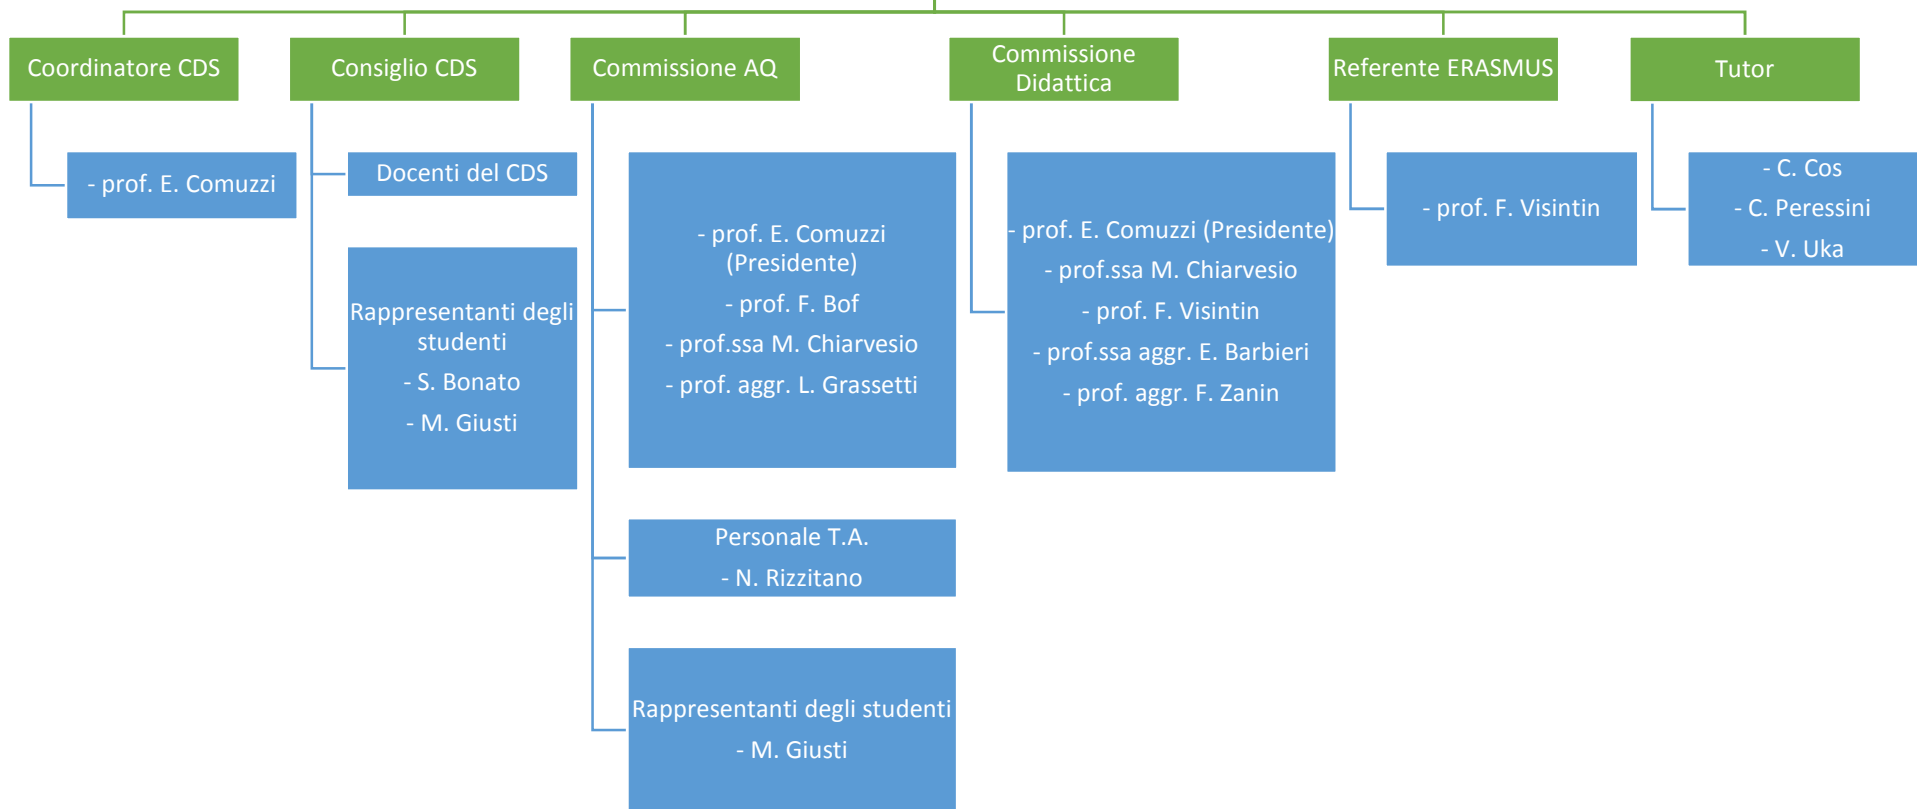 Coordinatore CDS
- prof. E. Comuzzi
Consiglio CDS
Docenti del CDS
Rappresentanti degli
studenti
- S. Bonato
- M. Giusti
Commissione AQ
- prof. E. Comuzzi
(Presidente)
- prof. F. Bof
- prof.ssa M. Chiarvesio
- prof. aggr. L. Grassetti
Personale T.A.
- N. Rizzitano
Rappresentanti degli studenti
- M. Giusti
Commissione
Didattica
- prof. E. Comuzzi (Presidente)
- prof.ssa M. Chiarvesio
- prof. F. Visintin
- prof.ssa aggr. E. Barbieri
- prof. aggr. F. Zanin
Referente ERASMUS
- prof. F. Visintin
Tutor
- C. Cos
- C. Peressini
- V. Uka